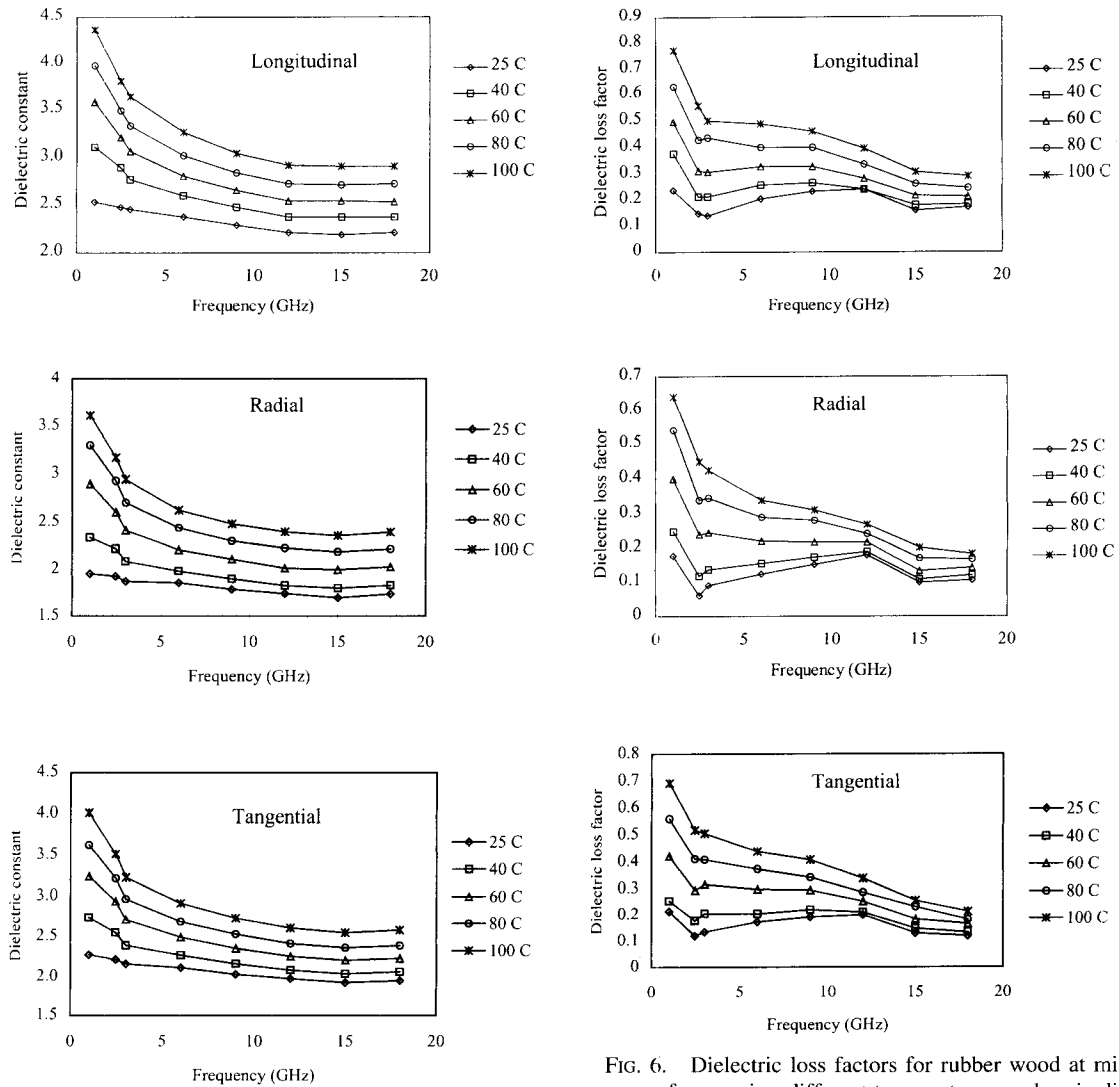 4.5
4.0
3.5
3.0
2.5
2.0
Dielectric constant
Longitudinal
25 C
40 C
60 C
80 C
100 C
0 5 10 15 20
Frequency (GHz)
0.9
0.8
0.7
0.6
0.5
0.4
0.3
0.2
0.1
0
Dielectric loss factor
Longitudinal
25 C
40 C
60 C
80 C
100 C
0 5 10 15 20
Frequency (GHz)
4
3.5
3
2.5
2
1.5
Dielectric constant
Radial
25 C
40 C
60 C
80 C
100 C
0 5 10 15 20
Frequency (GHz)
0.7
0.6
0.5
0.4
0.3
0.2
0.1
0
Dielectric loss factor
Radial
25 C
40 C
60 C
80 C
100 C
0 5 10 15 20
Frequency (GHz)
4.5
4.0
3.5
3.0
2.5
2.0
1.5
Dielectric constant
Tangential
25 C
40 C
60 C
80 C
100 C
0 5 10 15 20
Frequency (GHz)
0.8
0.7
0.6
0.5
0.4
0.3
0.2
0.1
0
Dielectric loss factor
Tangential
25 C
40 C
60 C
80 C
100 C
0 5 10 15 20
Frequency (GHz)
FIG. 6. Dielectric loss factors for rubber wood at mi